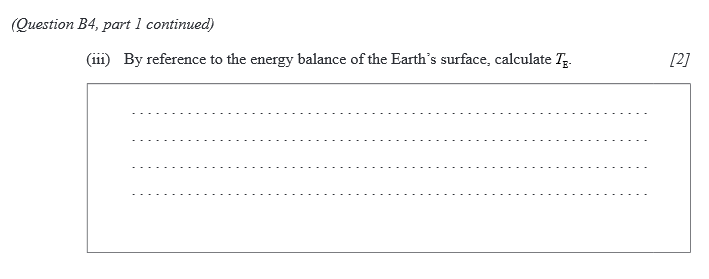 (Question B4, part 1 continued)
(iii) By reference to the energy balance of the Earth's surface, calculate TE. [2]